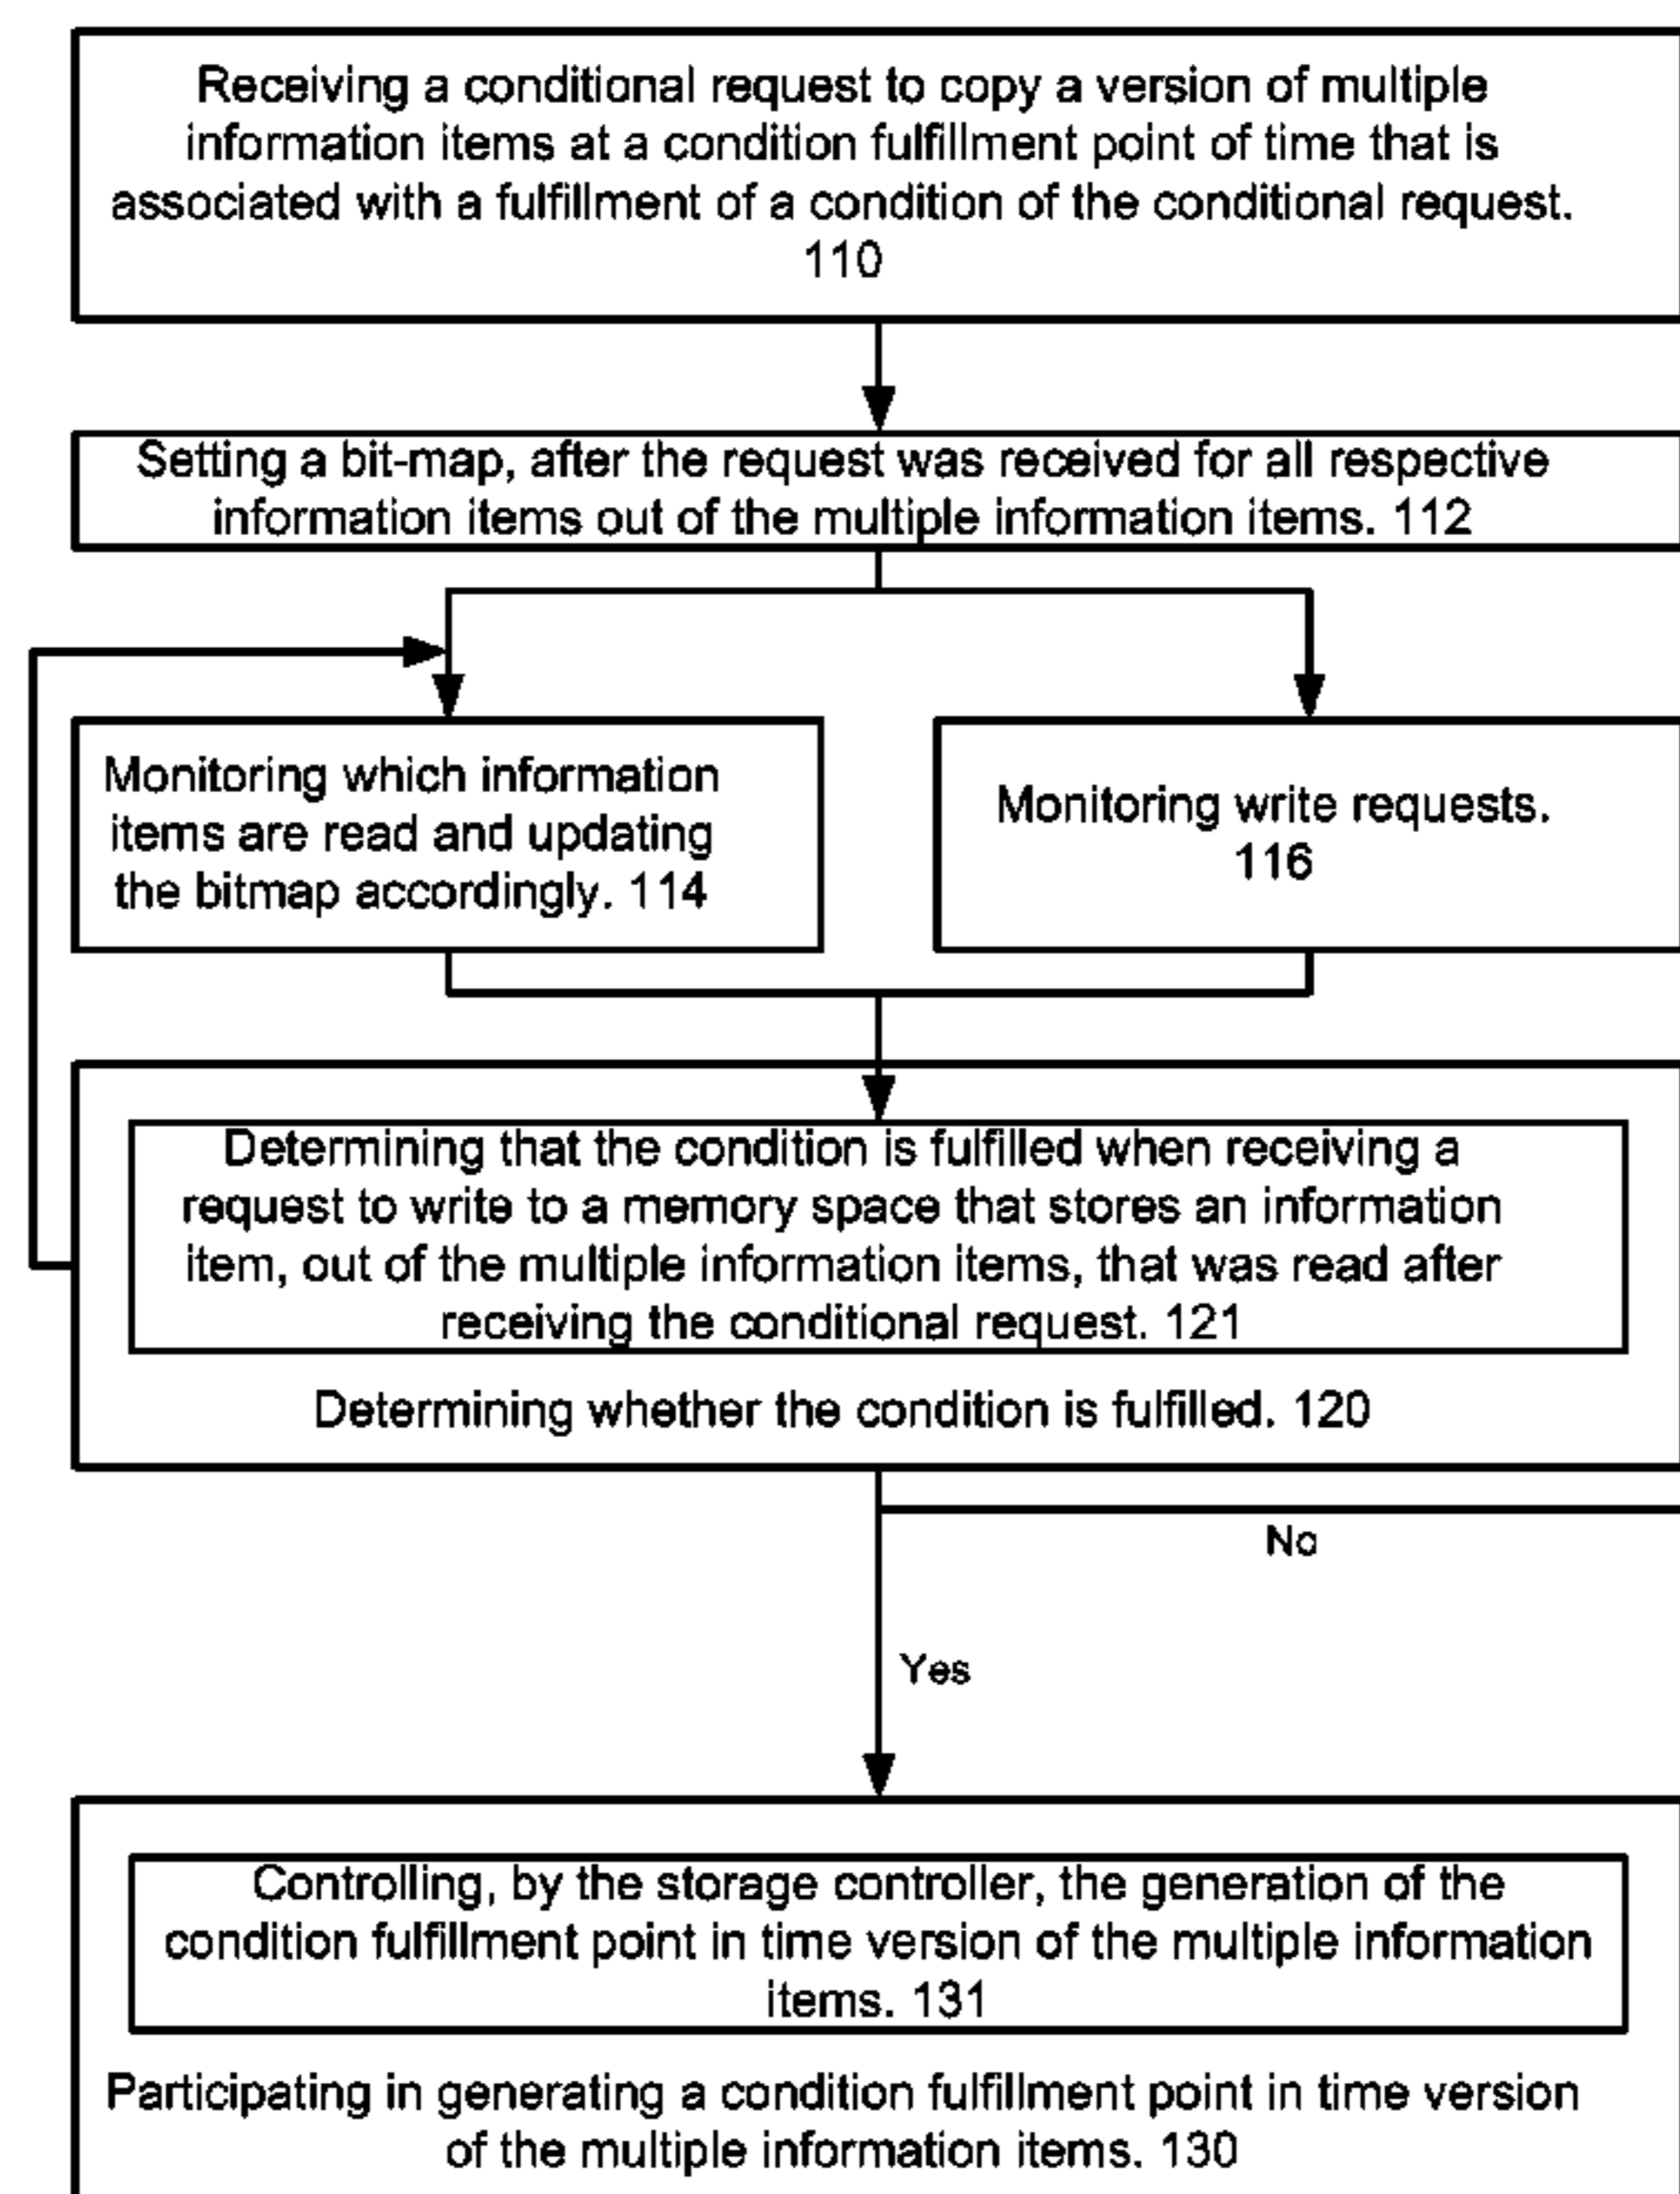 Receiving a conditional request to copy a version of multiple
information items at a condition fulfillment point of time that is
associated with a fulfillment of a condition of the conditional request.
110
Setting a bit-map, after the request was received for all respective
information items out of the multiple information items. 112
Monitoring which information
items are read and updating
the bitmap accordingly. 114
Monitoring write requests.
116
Determining that the condition is fulfilled when receiving a
request to write to a memory space that stores an information
item, out of the multiple information items, that was read after
receiving the conditional request. 121
Determining whether the condition is fulfilled. 120
No
Yes
Controlling, by the storage controller, the generation of the
condition fulfillment point in time version of the multiple information
items. 131
Participating in generating a condition fulfillment point in time version
of the multiple information items. 130